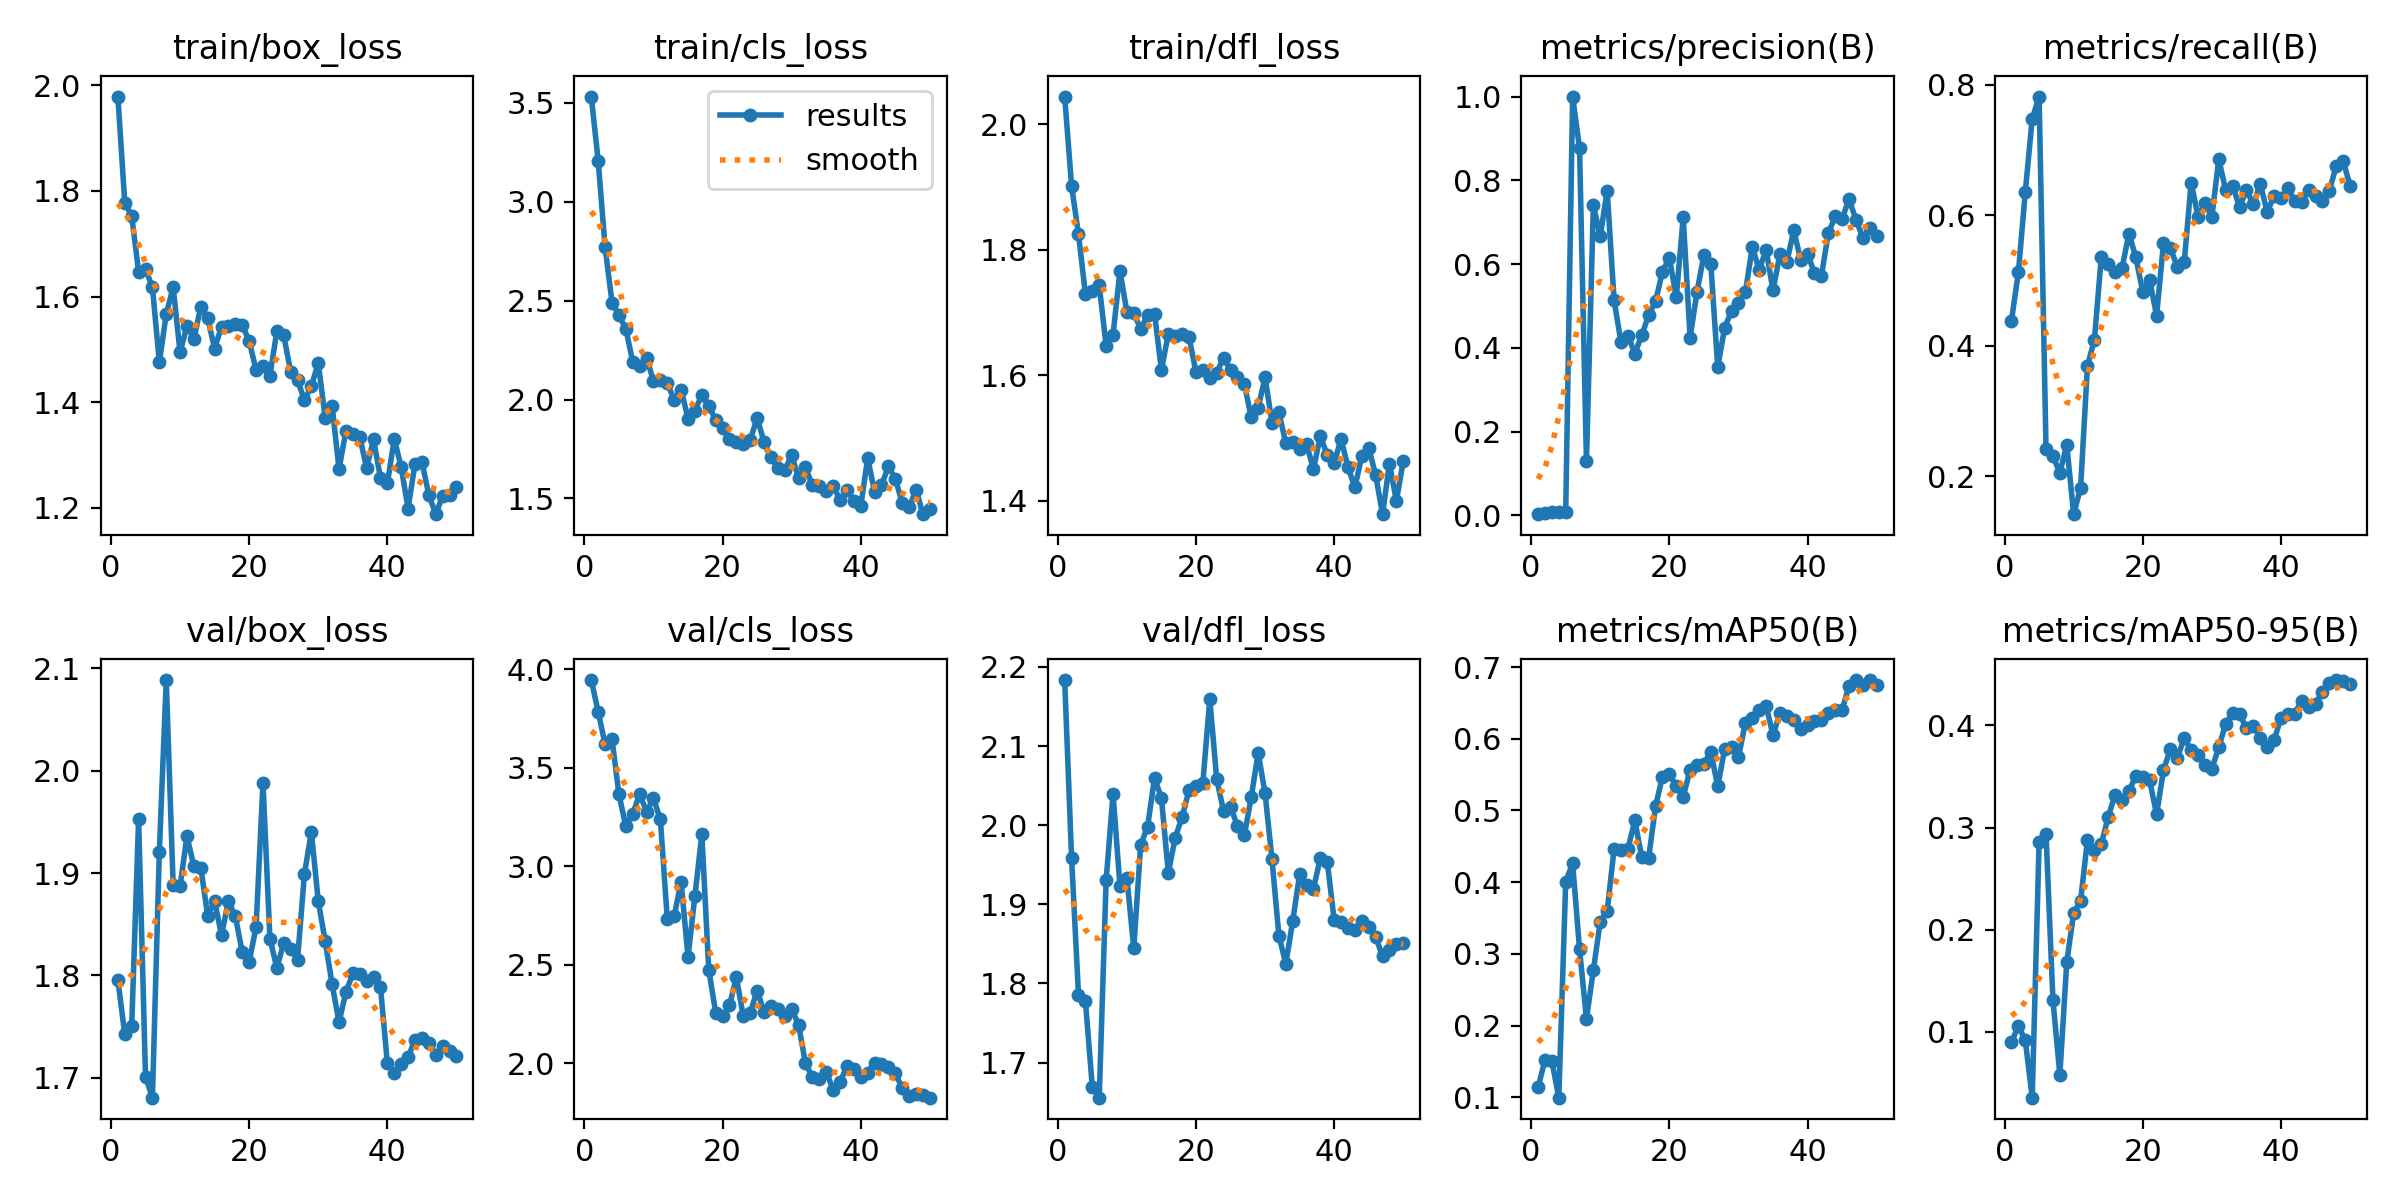 train/box_loss
2.0
1.8
1.6
1.4
1.2
0 20 40
train/cls_loss
3.5
3.0
2.5
2.0
1.5
0 20 40
results
smooth
train/dfl_loss
2.0
1.8
1.6
1.4
0 20 40
metrics/precision(B)
1.0
0.8
0.6
0.4
0.2
0.0
0 20 40
metrics/recall(B)
0.8
0.6
0.4
0.2
0 20 40
val/box_loss
2.1
2.0
1.9
1.8
1.7
0 20 40
val/cls_loss
4.0
3.5
3.0
2.5
2.0
0 20 40
val/dfl_loss
2.2
2.1
2.0
1.9
1.8
1.7
0 20 40
metrics/mAP50(B)
0.7
0.6
0.5
0.4
0.3
0.2
0.1
0 20 40
metrics/mAP50-95(B)
0.4
0.3
0.2
0.1
0 20 40